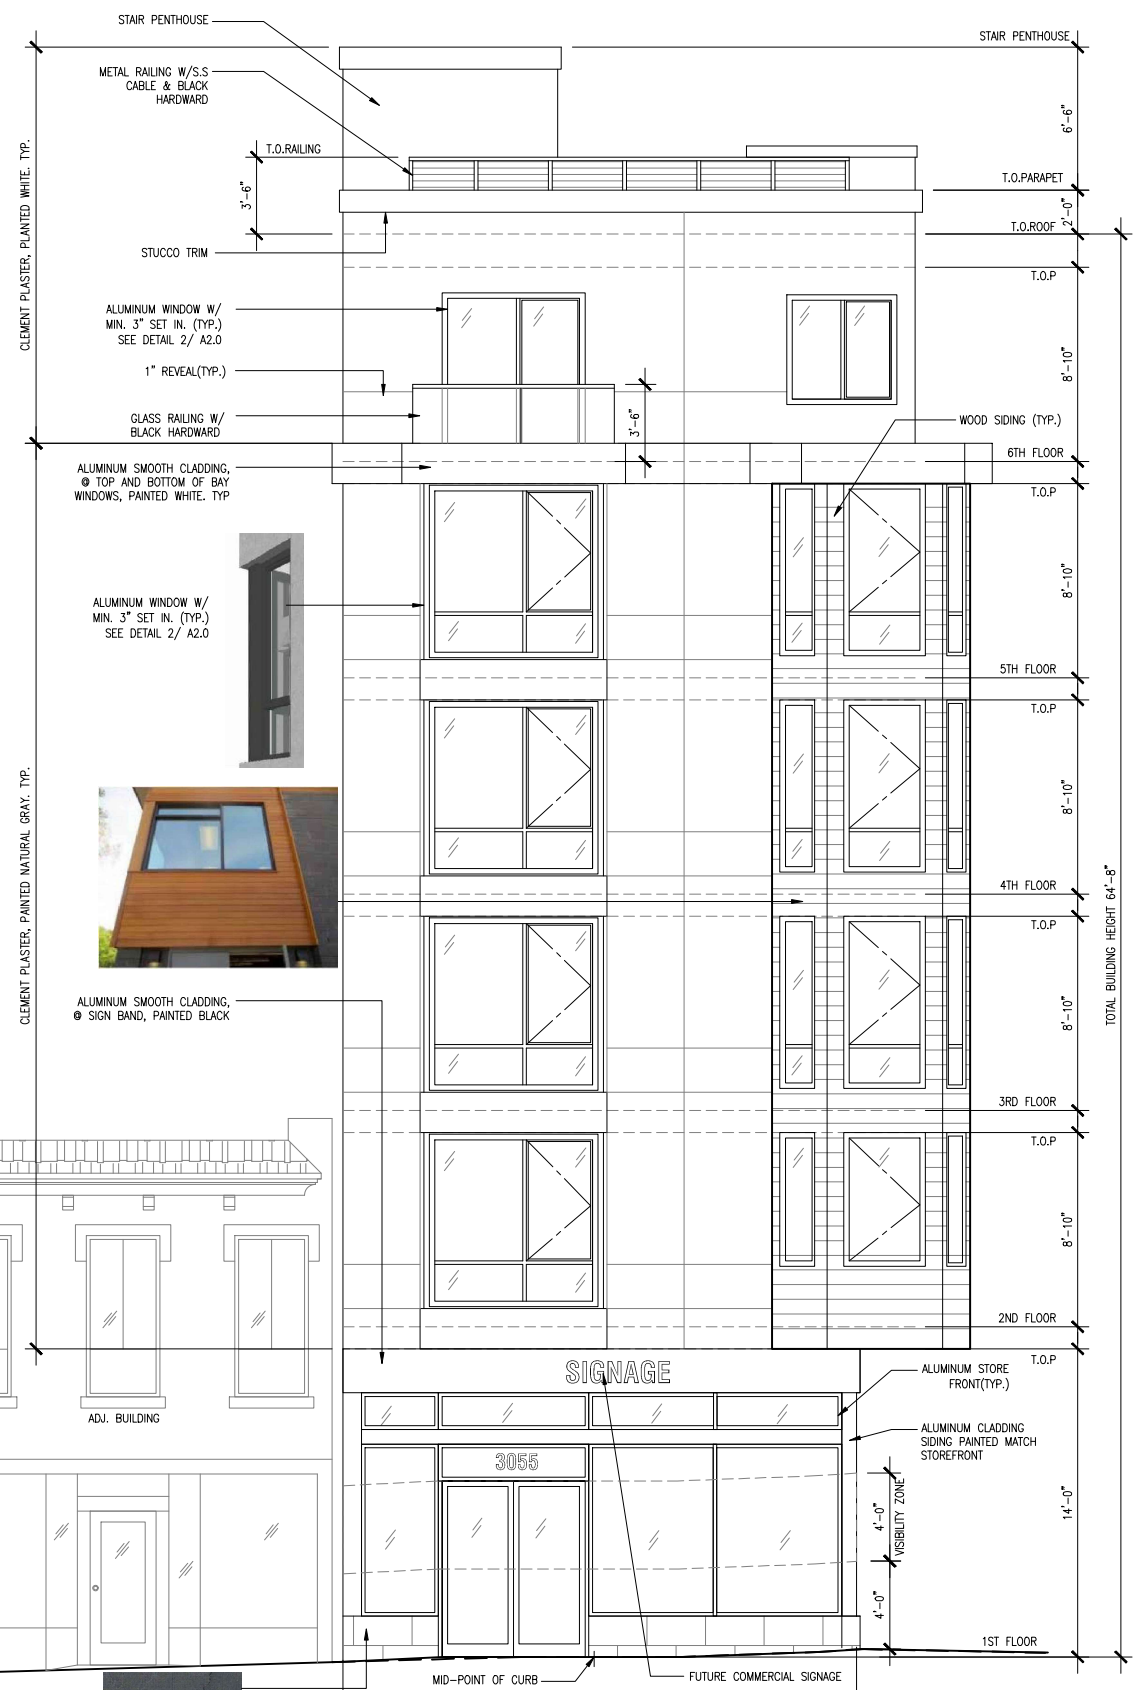 STAIR PENTHOUSE
STAIR PENTHOUSE
METAL RAILING W/S.S
CABLE & BLACK
HARDWARD
6'-6"
T.O.RAILING
3'-6"
T.O.PARAPET
2'-0"
T.O.ROOF
STUCCO TRIM
T.O.P
CLEMENT PLASTER, PLANTED WHITE. TYP.
ALUMINUM WINDOW W/
MIN. 3" SET IN. (TYP.)
SEE DETAIL 2/ A2.0
8'-10"
1" REVEAL(TYP.)
GLASS RAILING W/
BLACK HARDWARD
3'-6"
WOOD SIDING (TYP.)
6TH FLOOR
ALUMINUM SMOOTH CLADDING,
@ TOP AND BOTTOM OF BAY
WINDOWS, PAINTED WHITE. TYP
T.O.P
8'-10"
ALUMINUM WINDOW W/
MIN. 3" SET IN. (TYP.)
SEE DETAIL 2/ A2.0
5TH FLOOR
T.O.P
8'-10"
CLEMENT PLASTER, PAINTED NATURAL GRAY. TYP.
4TH FLOOR
T.O.P
TOTAL BUILDING HEIGHT 64'-8"
ALUMINUM SMOOTH CLADDING,
@ SIGN BAND, PAINTED BLACK
8'-10"
3RD FLOOR
T.O.P
8'-10"
2ND FLOOR
T.O.P
SIGNAGE
ALUMINUM STORE
FRONT(TYP.)
ADJ. BUILDING
ALUMINUM CLADDING
SIDING PAINTED MATCH
STOREFRONT
3055
4'-0"
VISIBILITY ZONE
14'-0"
4'-0"
1ST FLOOR
MID-POINT OF CURB
FUTURE COMMERCIAL SIGNAGE